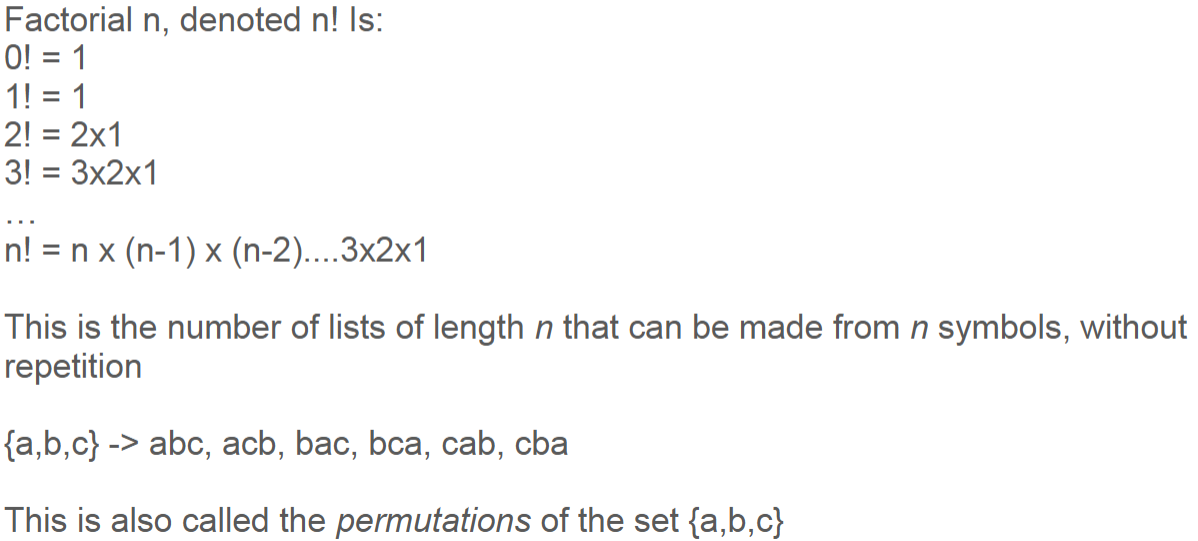 Factorial n, denoted n! Is:
0! = 1
1! = 1
2! = 2x1
3! = 3x2x1
…
n! = n x (n-1) x (n-2)....3x2x1
This is the number of lists of length n that can be made from n symbols, without
repetition
{a,b,c} -> abc, acb, bac, bca, cab, cba
This is also called the permutations of the set {a,b,c}